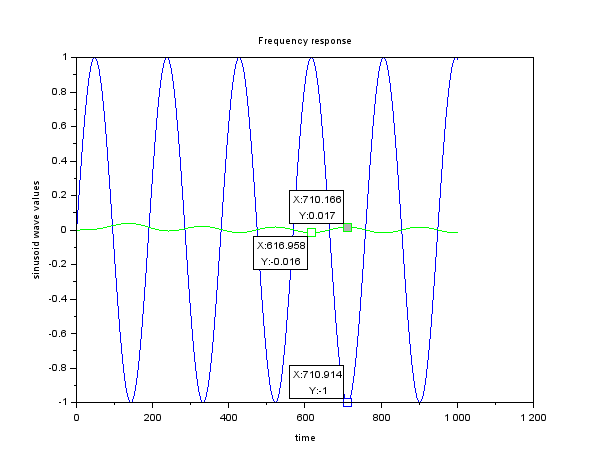 Frequency response
1
0.8
0.6
0.4
0.2
0
-0.2
-0.4
-0.6
-0.8
-1
sinusoid wave values
X:710.166
Y:0.017
X:616.958
Y:-0.016
X:710.914
Y:-1
0 200 400 600 800 1 000 1 200
time